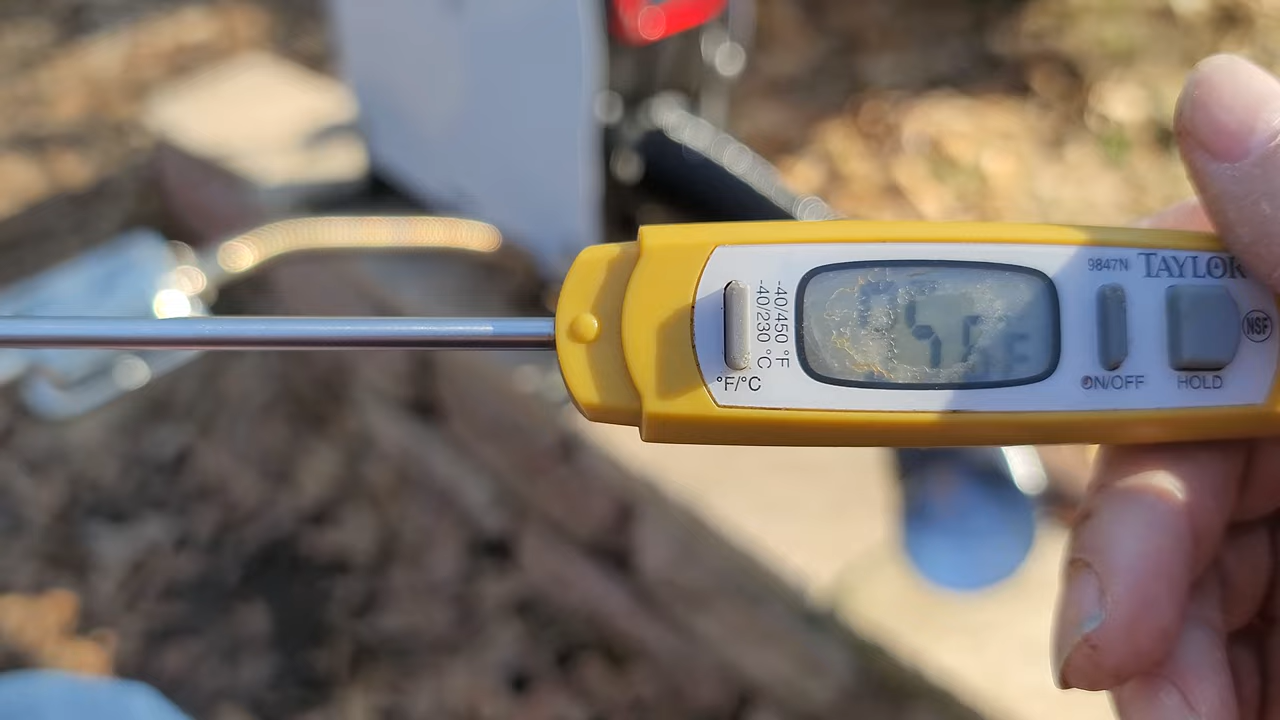 9847N TAYLOR
-40/450 °F
-40/230 °C
°F/°C
ON/OFF
HOLD
NSF